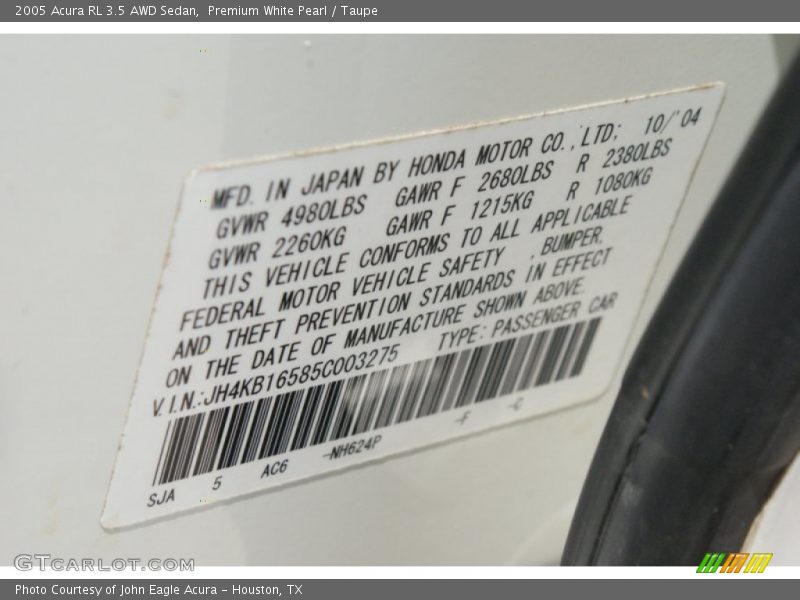 2005 Acura RL 3.5 AWD Sedan,  Premium White Pearl / Taupe
MFD. IN JAPAN BY HONDA MOTOR CO.,LTD; 10/'04
GVWR 4980LBS GAWR F 2680LBS R 2380LBS
GVWR 2260KG GAWR F 1215KG R 1080KG
THIS VEHICLE CONFORMS TO ALL APPLICABLE
FEDERAL MOTOR VEHICLE SAFETY , BUMPER,
AND THEFT PREVENTION STANDARDS IN EFFECT
ON THE DATE OF MANUFACTURE SHOWN ABOVE.
V.I.N.:JH4KB16585C003275 TYPE: PASSENGER CAR
SJA 5 AC6 -NH624P -F -C
GTCARLOT.COM
Photo Courtesy of John Eagle Acura - Houston, TX